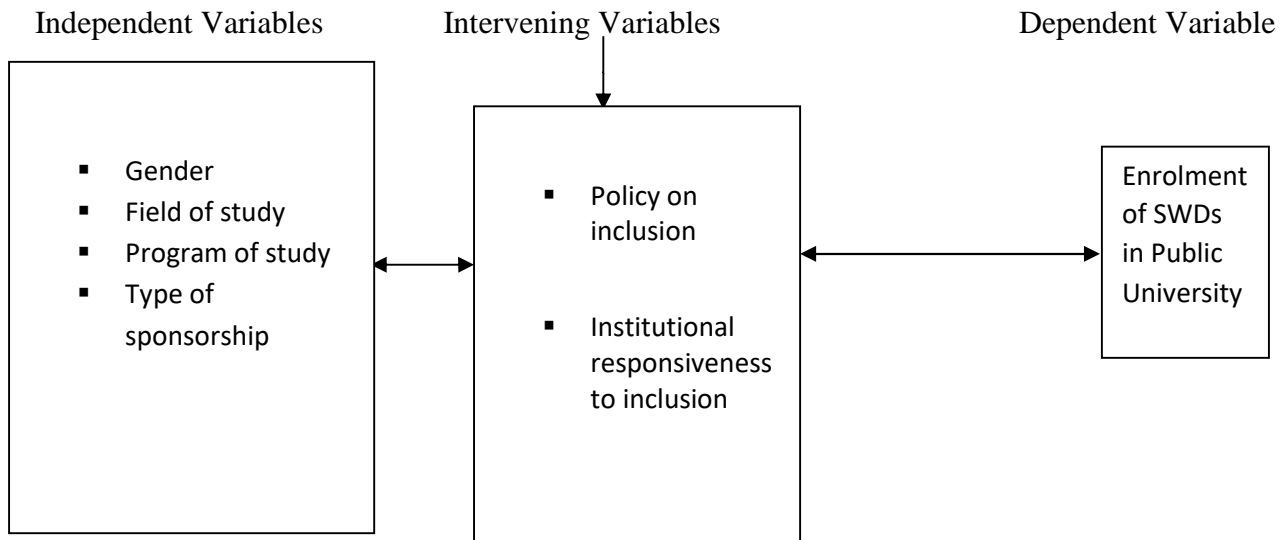 Independent Variables
Intervening Variables
Dependent Variable
▪ Gender
▪ Field of study
▪ Program of study
▪ Type of
sponsorship
▪ Policy on
inclusion
▪ Institutional
responsiveness
to inclusion
Enrolment
of SWDs
in Public
University